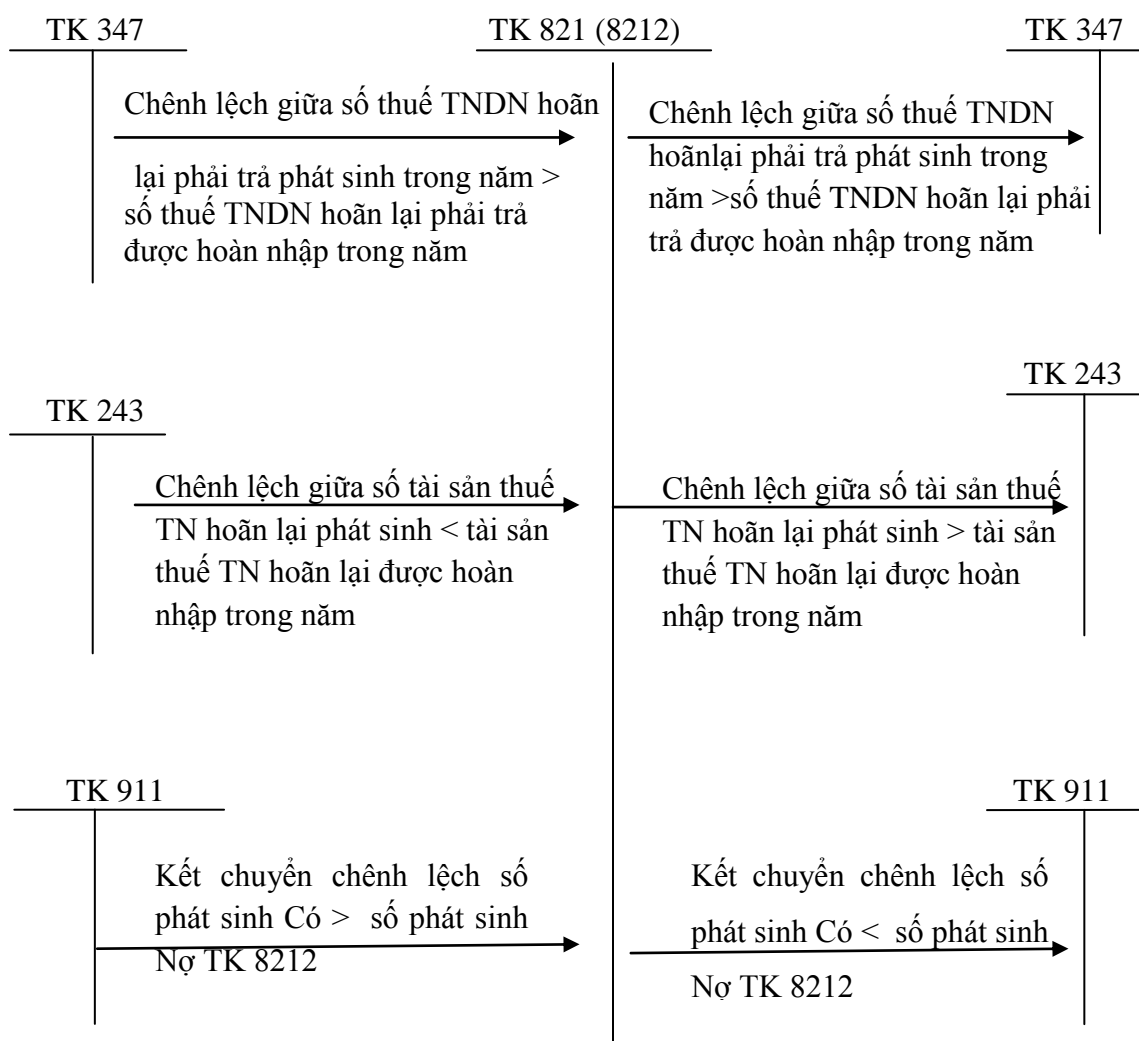 TK 347
TK 821 (8212)
TK 347
Chênh lệch giữa số thuế TNDN hoãn
lại phải trả phát sinh trong năm >
số thuế TNDN hoãn lại phải trả
được hoàn nhập trong năm
Chênh lệch giữa số thuế TNDN
hoãnlại phải trả phát sinh trong
năm >số thuế TNDN hoãn lại phải
trả được hoàn nhập trong năm
TK 243
TK 243
Chênh lệch giữa số tài sản thuế
TN hoãn lại phát sinh < tài sản
thuế TN hoãn lại được hoàn
nhập trong năm
Chênh lệch giữa số tài sản thuế
TN hoãn lại phát sinh > tài sản
thuế TN hoãn lại được hoàn
nhập trong năm
TK 911
TK 911
Kết chuyển chênh lệch số
phát sinh Có > số phát sinh
Nợ TK 8212
Kết chuyển chênh lệch số
phát sinh Có < số phát sinh
Nợ TK 8212